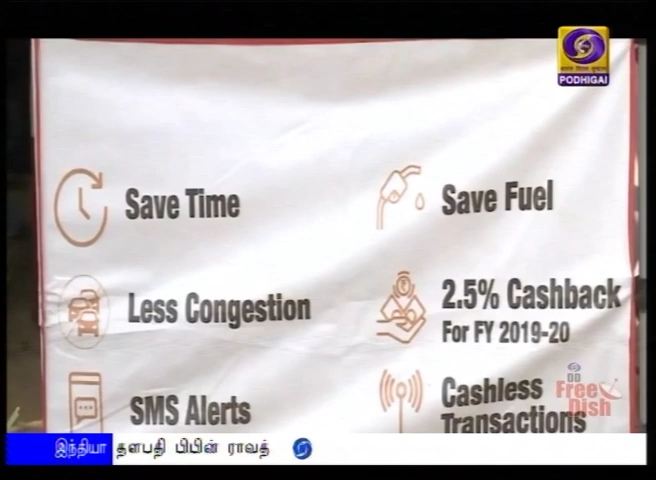 PODHIGAI
Save Time
Save Fuel
Less Congestion
2.5% Cashback
For FY 2019-20
SMS Alerts
Cashless
Transactions
DD
Free
Dish
இந்தியா தளபதி பிபின் ராவத்